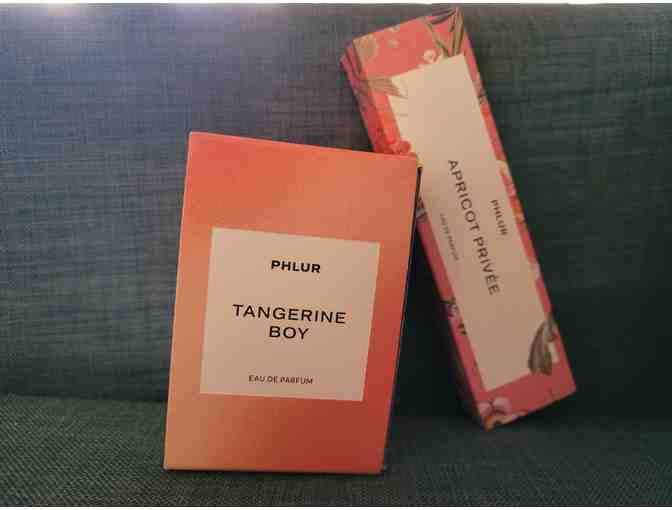 PHLUR
TANGERINE
BOY
EAU DE PARFUM
PHLUR
APRICOT PRIVÉE
EAU DE PARFUM